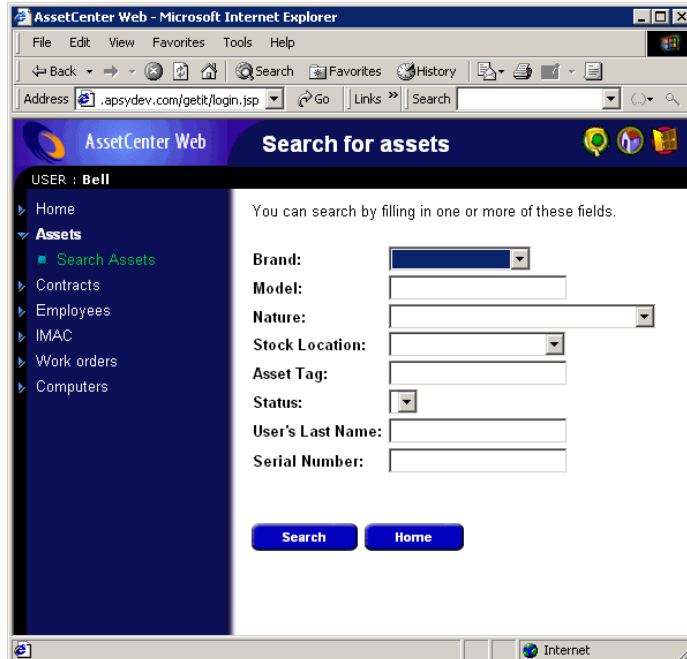 AssetCenter Web - Microsoft Internet Explorer
File Edit View Favorites Tools Help
Back Search Favorites History
Address .apsydev.com/getit/login.jsp Go Links » Search
AssetCenter Web Search for assets
USER : Bell
Home
Assets
Search Assets
Contracts
Employees
IMAC
Work orders
Computers
You can search by filling in one or more of these fields.
Brand:
Model:
Nature:
Stock Location:
Asset Tag:
Status:
User's Last Name:
Serial Number:
Search Home
Internet